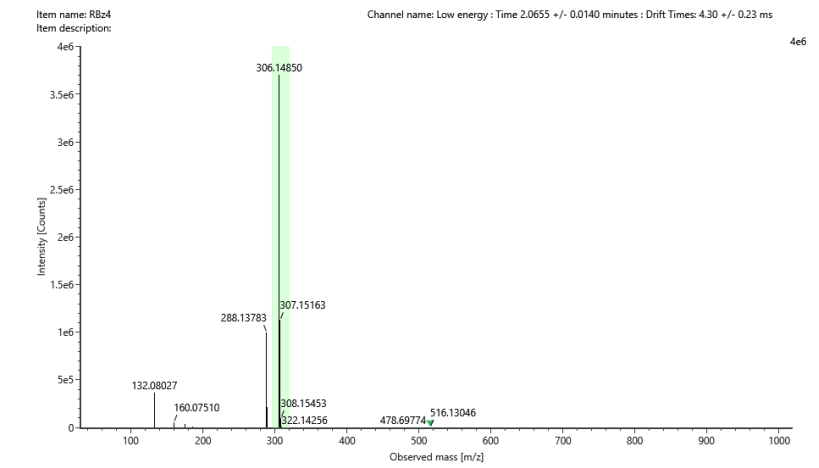 Item name: RBz4
Channel name: Low energy : Time 2.0655 +/- 0.0140 minutes : Drift Times: 4.30 +/- 0.23 ms
Item description:
4e6
4e6
306.14850
3.5e6
3e6
2.5e6
2e6
Intensity [Counts]
1.5e6
307.15163
288.13783
1e6
5e5
132.08027
160.07510
308.15453
322.14256
478.69774
516.13046
0
100 200 300 400 500 600 700 800 900 1000
Observed mass [m/z]